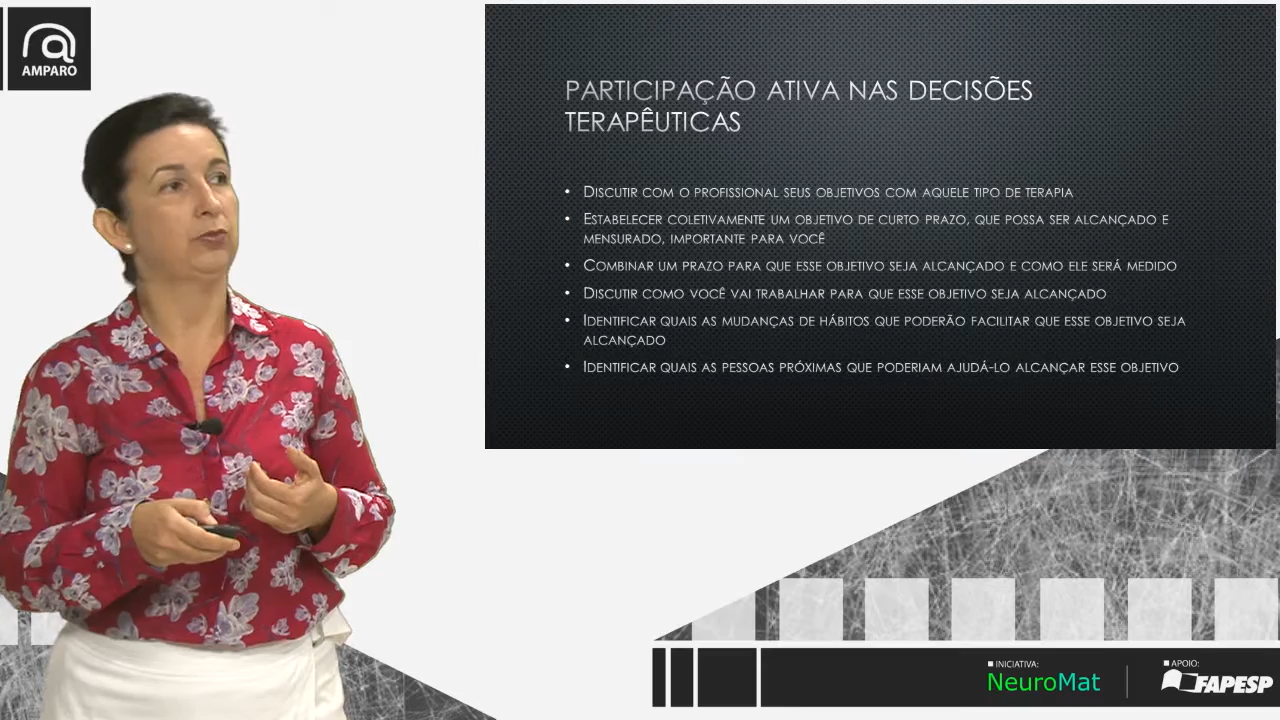 AMPARO
PARTICIPAÇÃO ATIVA NAS DECISÕES
TERAPÊUTICAS
• DISCUTIR COM O PROFISSIONAL SEUS OBJETIVOS COM AQUELE TIPO DE TERAPIA
• ESTABELECER COLETIVAMENTE UM OBJETIVO DE CURTO PRAZO, QUE POSSA SER ALCANÇADO E
MENSURADO, IMPORTANTE PARA VOCÊ
• COMBINAR UM PRAZO PARA QUE ESSE OBJETIVO SEJA ALCANÇADO E COMO ELE SERÁ MEDIDO
• DISCUTIR COMO VOCÊ VAI TRABALHAR PARA QUE ESSE OBJETIVO SEJA ALCANÇADO
• IDENTIFICAR QUAIS AS MUDANÇAS DE HÁBITOS QUE PODERÃO FACILITAR QUE ESSE OBJETIVO SEJA
ALCANÇADO
• IDENTIFICAR QUAIS AS PESSOAS PRÓXIMAS QUE PODERIAM AJUDÁ-LO ALCANÇAR ESSE OBJETIVO
INICIATIVA:
NeuroMat
APOIO:
FAPESP